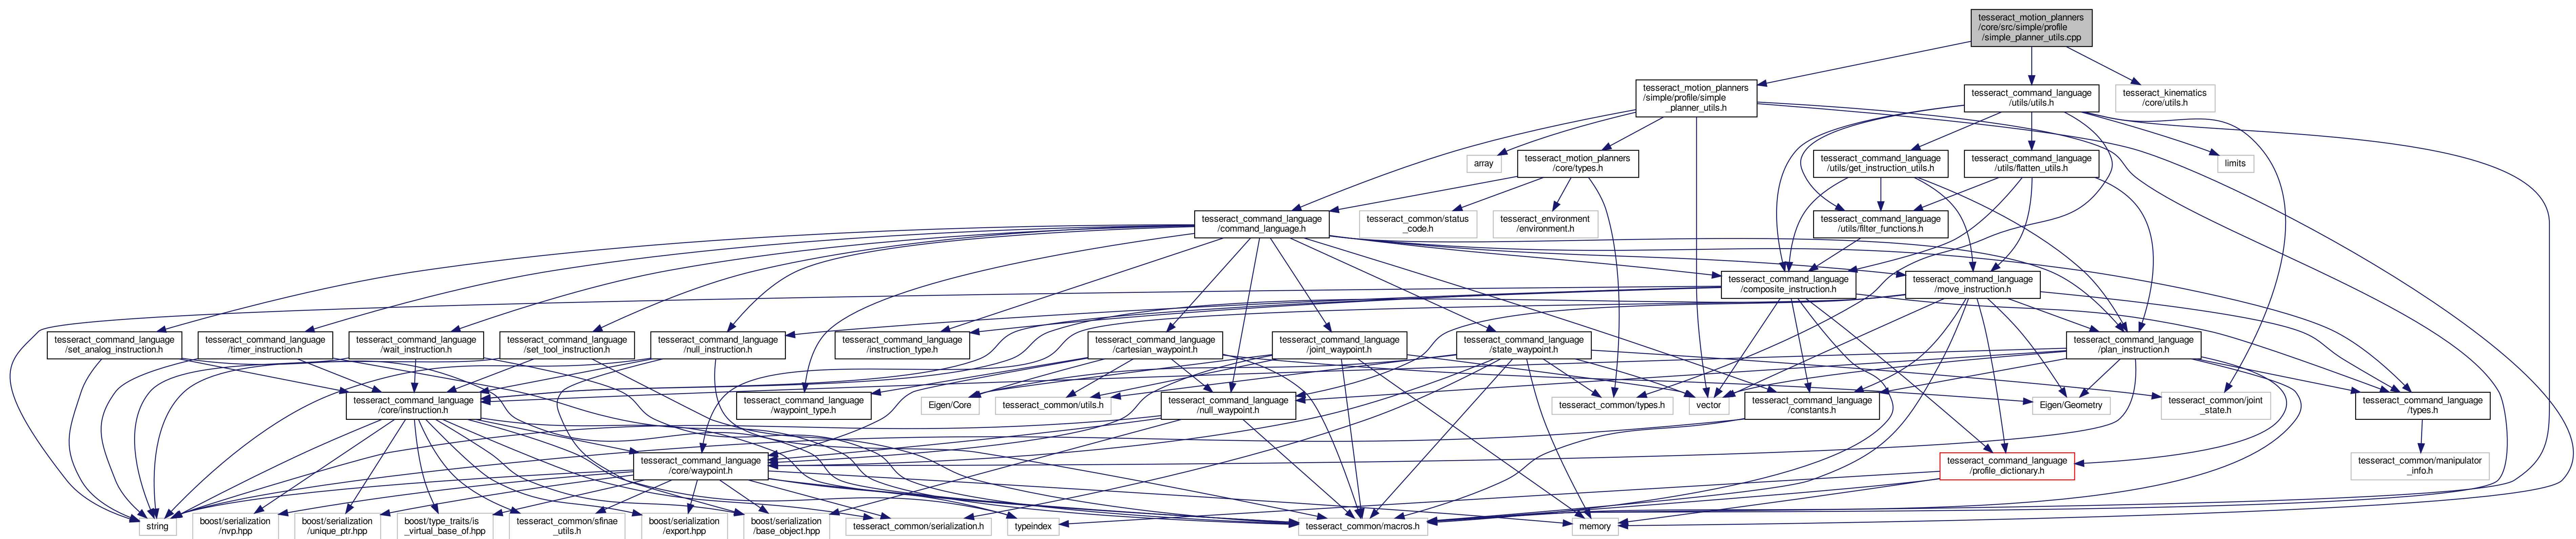 tesseract_motion_planners
/core/src/simple/profile
/simple_planner_utils.cpp
tesseract_motion_planners
/simple/profile/simple
_planner_utils.h
tesseract_command_language
/utils/utils.h
tesseract_kinematics
/core/utils.h
array
tesseract_motion_planners
/core/types.h
tesseract_command_language
/utils/get_instruction_utils.h
tesseract_command_language
/utils/flatten_utils.h
limits
tesseract_command_language
/command_language.h
tesseract_common/status
_code.h
tesseract_environment
/environment.h
tesseract_command_language
/utils/filter_functions.h
tesseract_command_language
/composite_instruction.h
tesseract_command_language
/move_instruction.h
tesseract_command_language
/set_analog_instruction.h
tesseract_command_language
/timer_instruction.h
tesseract_command_language
/wait_instruction.h
tesseract_command_language
/set_tool_instruction.h
tesseract_command_language
/null_instruction.h
tesseract_command_language
/instruction_type.h
tesseract_command_language
/cartesian_waypoint.h
tesseract_command_language
/joint_waypoint.h
tesseract_command_language
/state_waypoint.h
tesseract_command_language
/plan_instruction.h
tesseract_command_language
/core/instruction.h
tesseract_command_language
/waypoint_type.h
Eigen/Core
tesseract_common/utils.h
tesseract_command_language
/null_waypoint.h
tesseract_common/types.h
vector
tesseract_command_language
/constants.h
Eigen/Geometry
tesseract_common/joint
_state.h
tesseract_command_language
/types.h
tesseract_command_language
/core/waypoint.h
tesseract_command_language
/profile_dictionary.h
tesseract_common/manipulator
_info.h
string
boost/serialization
/nvp.hpp
boost/serialization
/unique_ptr.hpp
boost/type_traits/is
_virtual_base_of.hpp
tesseract_common/sfinae
_utils.h
boost/serialization
/export.hpp
boost/serialization
/base_object.hpp
tesseract_common/serialization.h
typeindex
tesseract_common/macros.h
memory